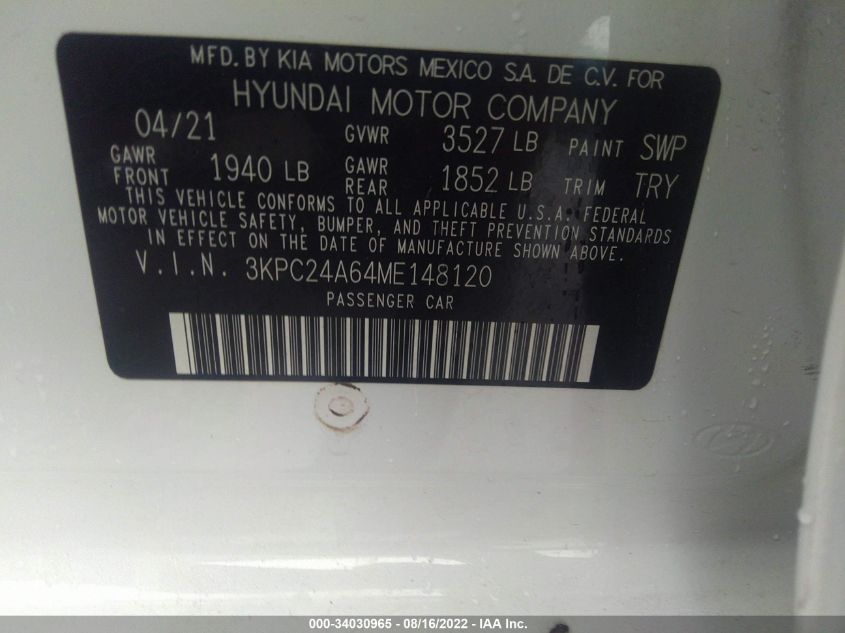 MFD. BY KIA MOTORS MEXICO S.A. DE C.V. FOR
HYUNDAI MOTOR COMPANY
04/21 GVWR 3527 LB PAINT SWP
GAWR FRONT 1940 LB GAWR REAR 1852 LB TRIM TRY
THIS VEHICLE CONFORMS TO ALL APPLICABLE U.S.A. FEDERAL
MOTOR VEHICLE SAFETY, BUMPER, AND THEFT PREVENTION STANDARDS
IN EFFECT ON THE DATE OF MANUFACTURE SHOWN ABOVE.
V.I.N. 3KPC24A64ME148120
PASSENGER CAR
000-34030965 - 08/16/2022 - IAA Inc.